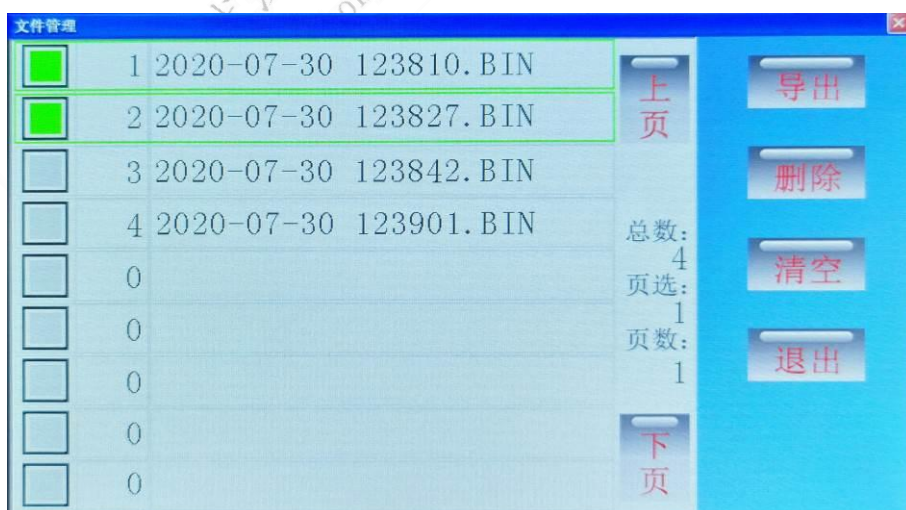 文件管理
1 2020-07-30 123810.BIN
2 2020-07-30 123827.BIN
3 2020-07-30 123842.BIN
4 2020-07-30 123901.BIN
0
0
0
0
0
上页
总数:
4
页选:
1
页数:
1
下页
导出
删除
清空
退出